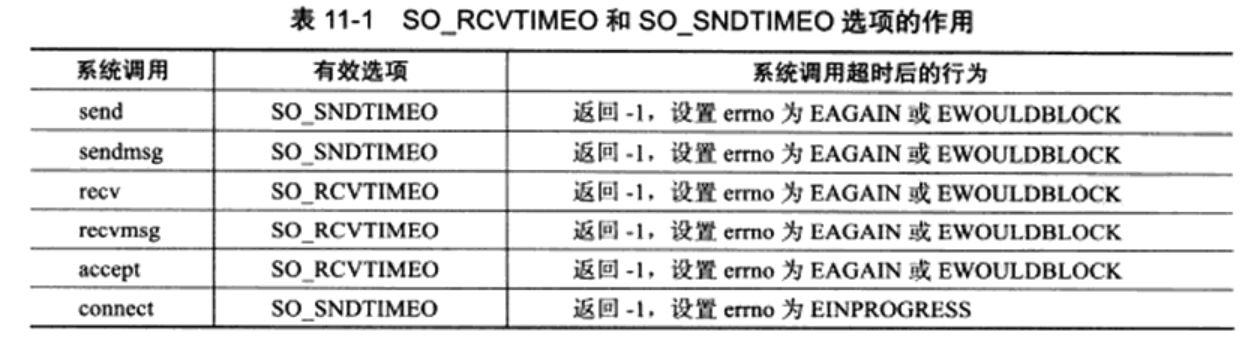 表 11-1 SO_RCVTIMEO 和 SO_SNDTIMEO 选项的作用
系统调用 有效选项 系统调用超时后的行为
send SO_SNDTIMEO 返回 -1，设置 errno 为 EAGAIN 或 EWOULDBLOCK
sendmsg SO_SNDTIMEO 返回 -1，设置 errno 为 EAGAIN 或 EWOULDBLOCK
recv SO_RCVTIMEO 返回 -1，设置 errno 为 EAGAIN 或 EWOULDBLOCK
recvmsg SO_RCVTIMEO 返回 -1，设置 errno 为 EAGAIN 或 EWOULDBLOCK
accept SO_RCVTIMEO 返回 -1，设置 errno 为 EAGAIN 或 EWOULDBLOCK
connect SO_SNDTIMEO 返回 -1，设置 errno 为 EINPROGRESS